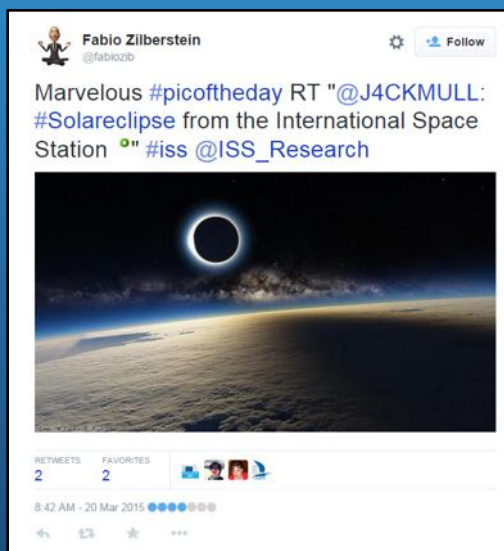 Fabio Zilberstein
@fabiozib
Follow
Marvelous #picoftheday RT "@J4CKMULL:
#Solareclipse from the International Space
Station " #iss @ISS_Research
RETWEETS FAVORITES
2 2
8:42 AM - 20 Mar 2015